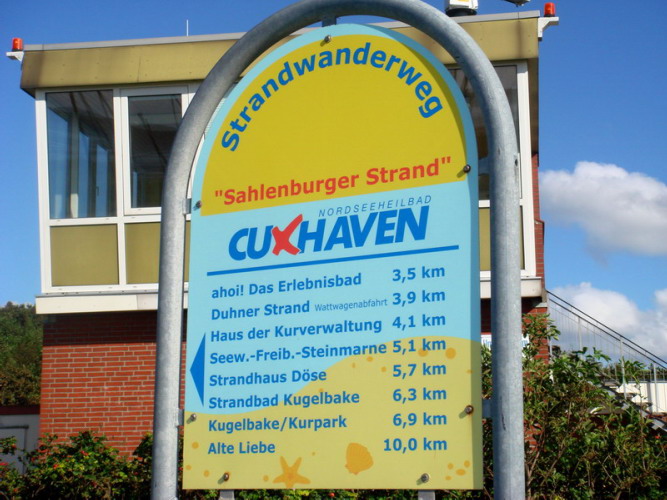 Strandwanderweg
"Sahlenburger Strand"
NORDSEEHEILBAD
CUXHAVEN
ahoi! Das Erlebnisbad 3,5 km
Duhner Strand Wattwagenabfahrt 3,9 km
Haus der Kurverwaltung 4,1 km
Seew.-Freib.-Steinmarne 5,1 km
Strandhaus Döse 5,7 km
Strandbad Kugelbake 6,3 km
Kugelbake/Kurpark 6,9 km
Alte Liebe 10,0 km